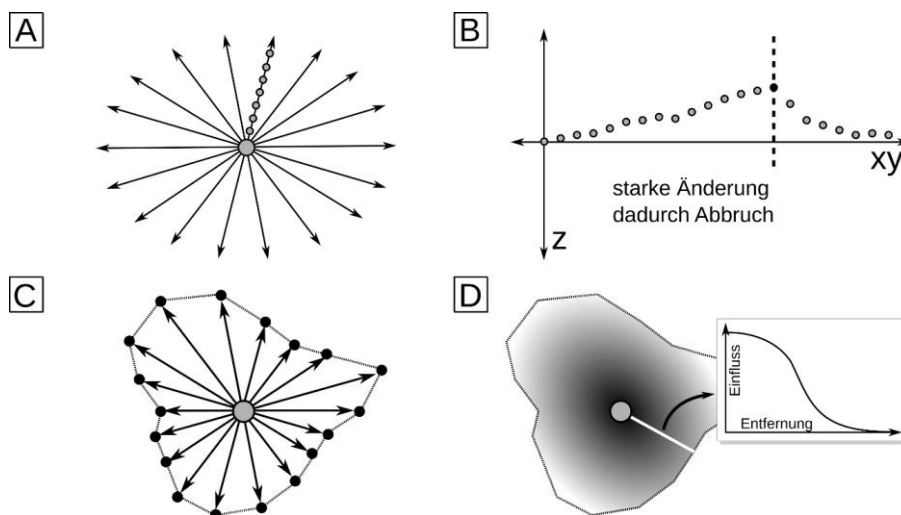 A
B
xy
starke Änderung
dadurch Abbruch
z
C
D
Einfluss
Entfernung